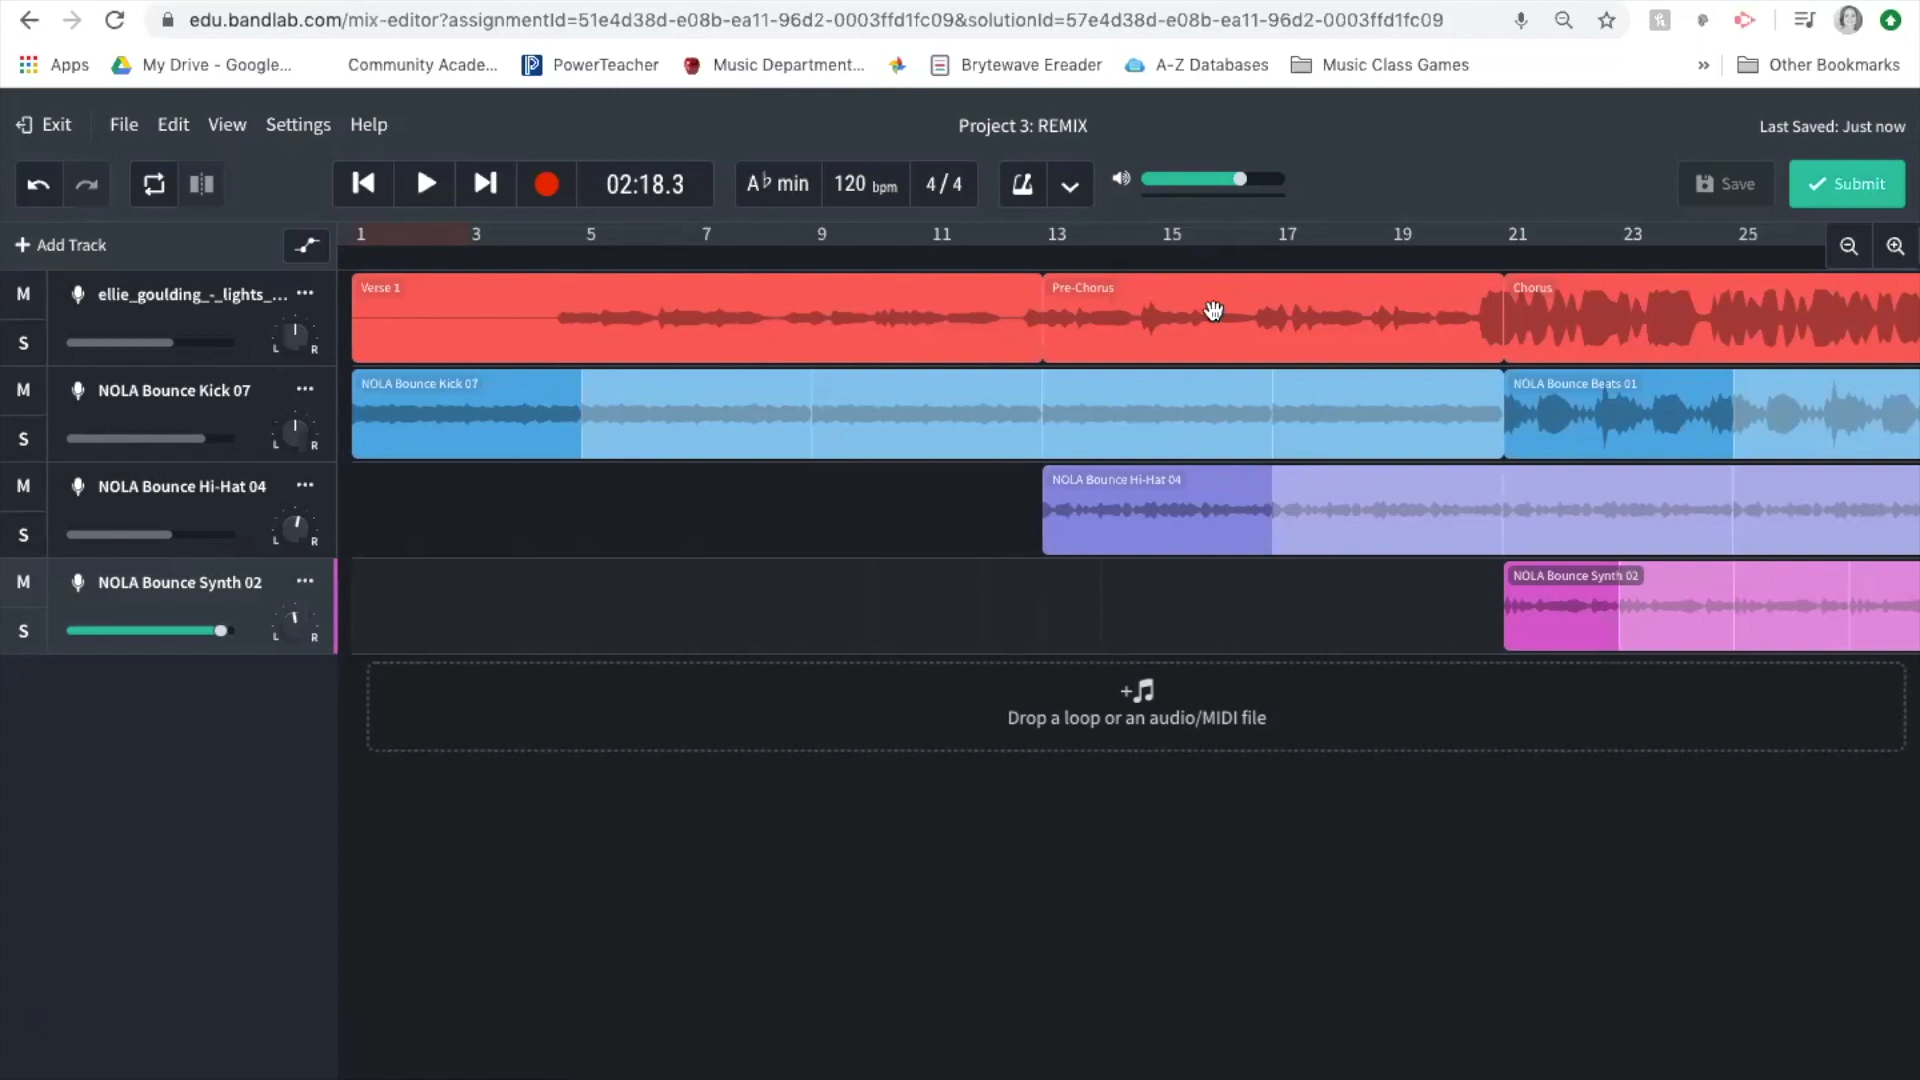 edu.bandlab.com/mix-editor?assignmentId=51e4d38d-e08b-ea11-96d2-0003ffd1fc09&solutionId=57e4d38d-e08b-ea11-96d2-0003ffd1fc09
Apps My Drive - Google... Community Acade... PowerTeacher Music Department... Brytewave Ereader A-Z Databases Music Class Games » Other Bookmarks
Exit File Edit View Settings Help Project 3: REMIX Last Saved: Just now
02:18.3 A♭ min 120 bpm 4/4 Save Submit
+ Add Track 1 3 5 7 9 11 13 15 17 19 21 23 25
M ellie_goulding_-_lights_... Verse 1 Pre-Chorus Chorus
S L R
M NOLA Bounce Kick 07 NOLA Bounce Kick 07 NOLA Bounce Beats 01
S L R
M NOLA Bounce Hi-Hat 04 NOLA Bounce Hi-Hat 04
S L R
M NOLA Bounce Synth 02 NOLA Bounce Synth 02
S L R
Drop a loop or an audio/MIDI file